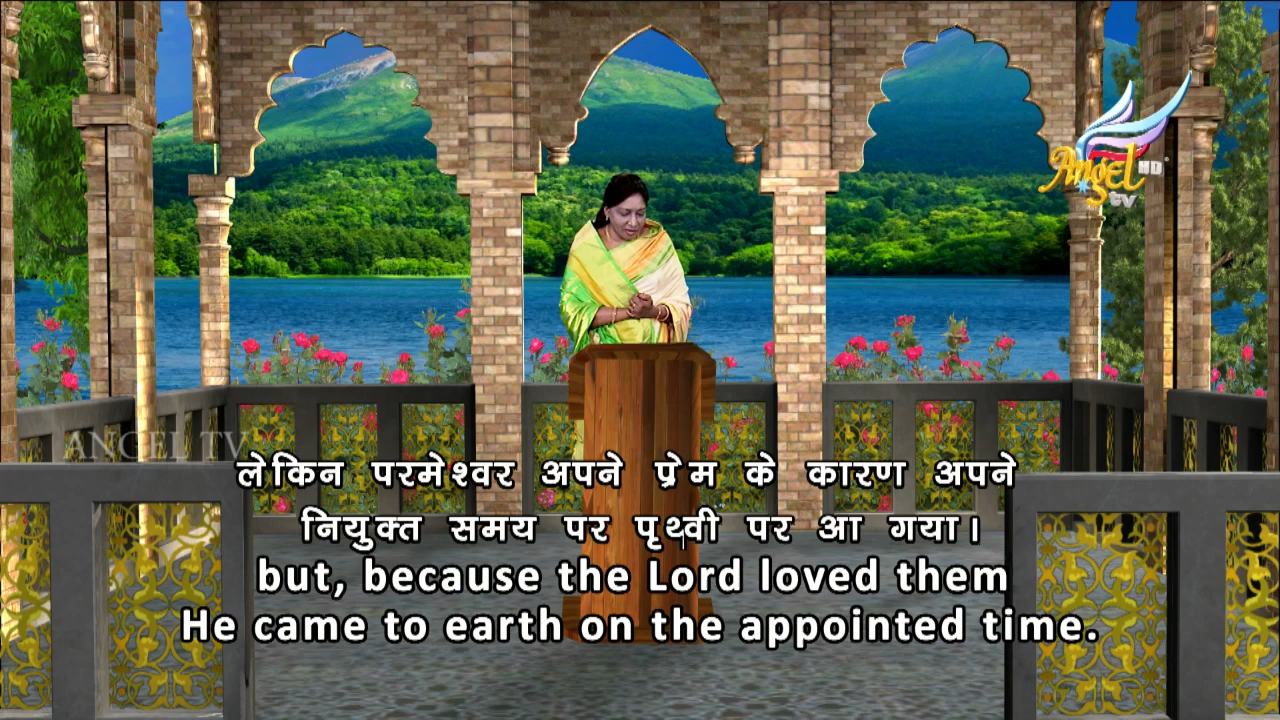 Angel HD
tv
ANGEL TV
लेकिन परमेश्वर अपने प्रेम के कारण अपने
नियुक्त समय पर पृथ्वी पर आ गया।
but, because the Lord loved them
He came to earth on the appointed time.